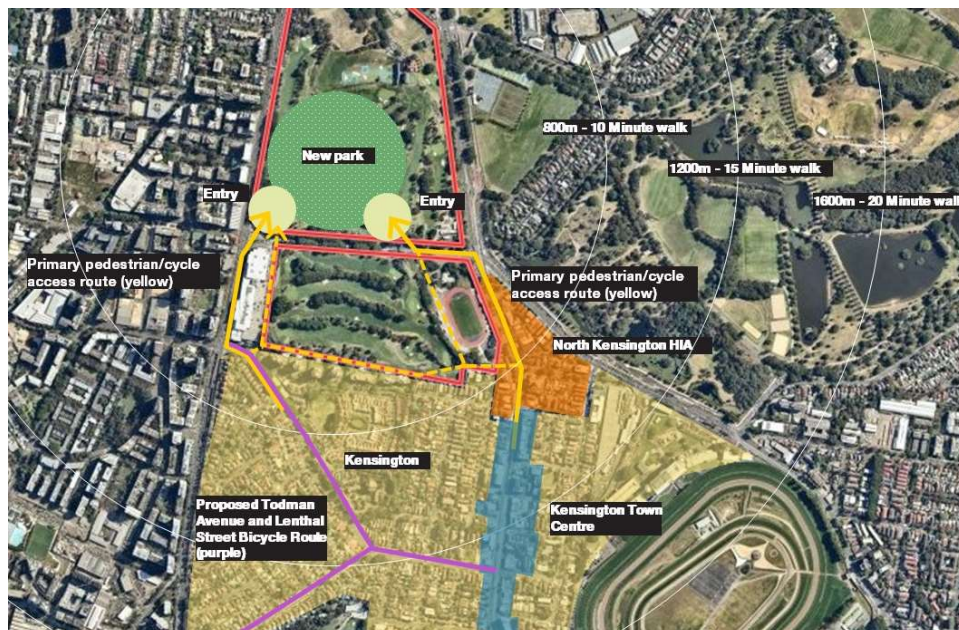 800m - 10 Minute walk
New park
1200m - 15 Minute walk
Entry
Entry
1600m - 20 Minute walk
Primary pedestrian/cycle
access route (yellow)
Primary pedestrian/cycle
access route (yellow)
North Kensington HIA
Kensington
Proposed Todman
Avenue and Lenthal
Street Bicycle Route
(purple)
Kensington Town
Centre